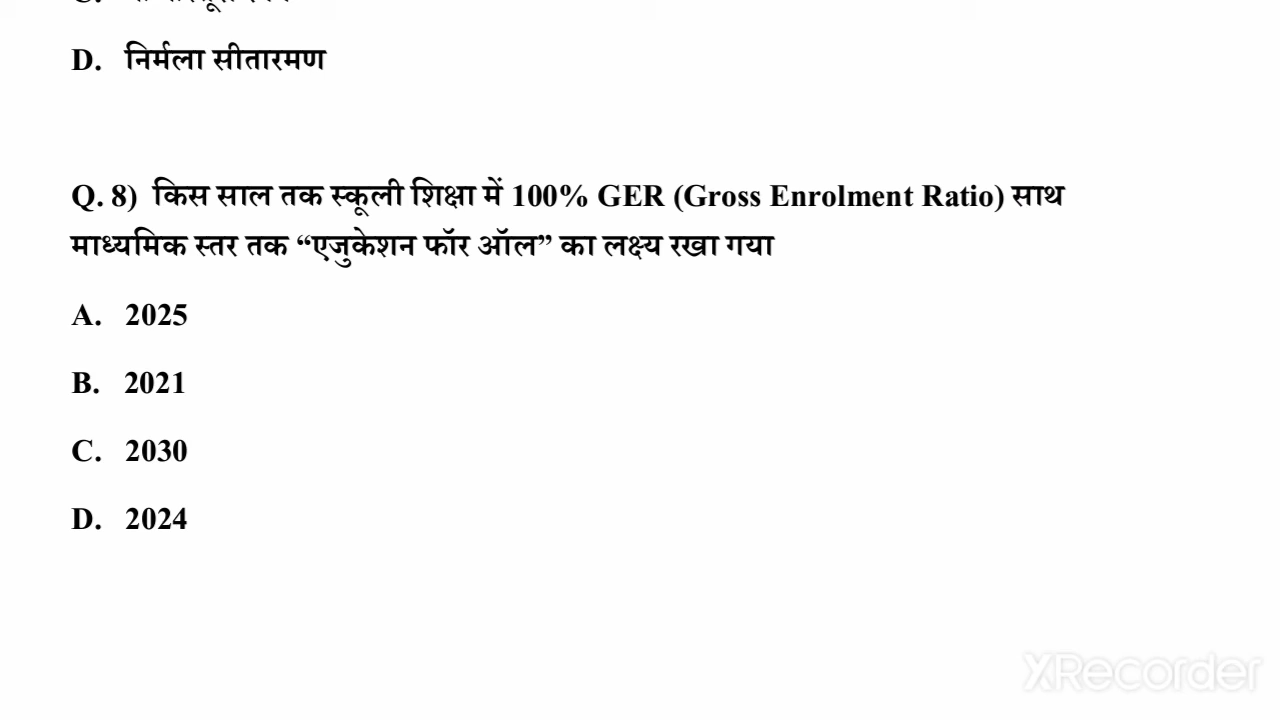 D. निर्मला सीतारमण
Q. 8) किस साल तक स्कूली शिक्षा में 100% GER (Gross Enrolment Ratio) साथ
माध्यमिक स्तर तक “एजुकेशन फॉर ऑल” का लक्ष्य रखा गया
A. 2025
B. 2021
C. 2030
D. 2024
XRecorder